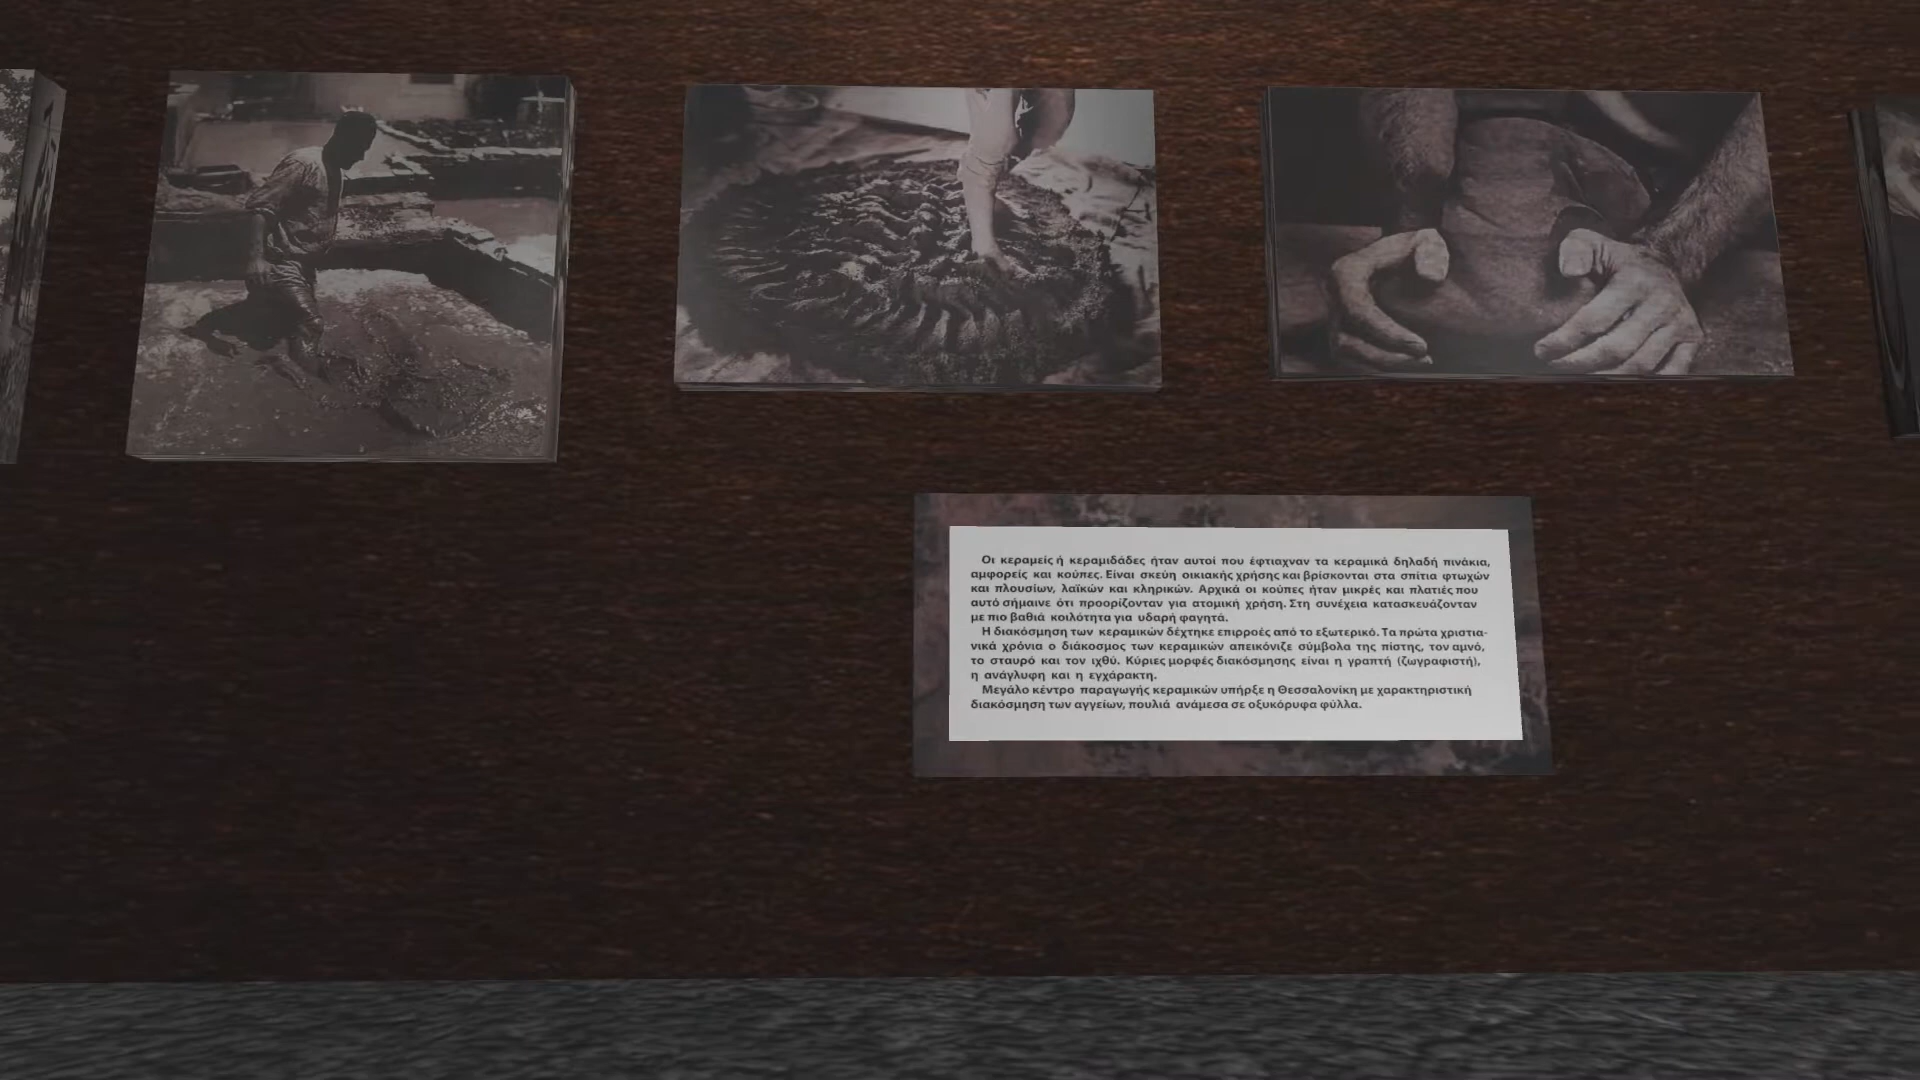 Οι κεραμείς ή κεραμιδάδες ήταν αυτοί που έφτιαχναν τα κεραμικά δηλαδή πινάκια,
αμφορείς και κούπες. Είναι σκεύη οικιακής χρήσης και βρίσκονται στα σπίτια φτωχών
και πλουσίων, λαϊκών και κληρικών. Αρχικά οι κούπες ήταν μικρές και πλατιές που
αυτό σήμαινε ότι προορίζονταν για ατομική χρήση. Στη συνέχεια κατασκευάζονταν
με πιο βαθιά κοιλότητα για υδαρή φαγητά.
Η διακόσμηση των κεραμικών δέχτηκε επιρροές από το εξωτερικό. Τα πρώτα χριστια-
νικά χρόνια ο διάκοσμος των κεραμικών απεικόνιζε σύμβολα της πίστης, τον αμνό,
το σταυρό και τον ιχθύ. Κύριες μορφές διακόσμησης είναι η γραπτή (ζωγραφιστή),
η ανάγλυφη και η εγχάρακτη.
Μεγάλο κέντρο παραγωγής κεραμικών υπήρξε η Θεσσαλονίκη με χαρακτηριστική
διακόσμηση των αγγείων, πουλιά ανάμεσα σε οξυκόρυφα φύλλα.